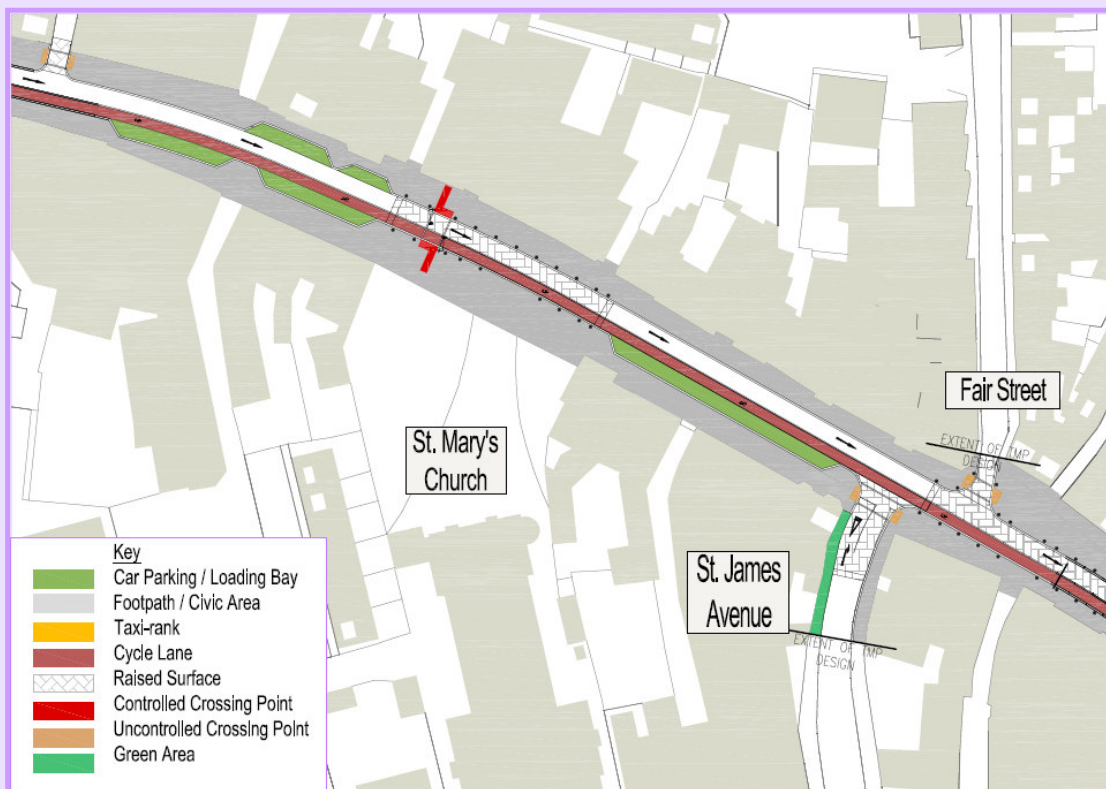 Fair Street
EXTENT OF TMP
DESIGN
St. Mary's
Church
St. James
Avenue
EXTENT OF TMP
DESIGN
Key
Car Parking / Loading Bay
Footpath / Civic Area
Taxi-rank
Cycle Lane
Raised Surface
Controlled Crossing Point
Uncontrolled Crossing Point
Green Area